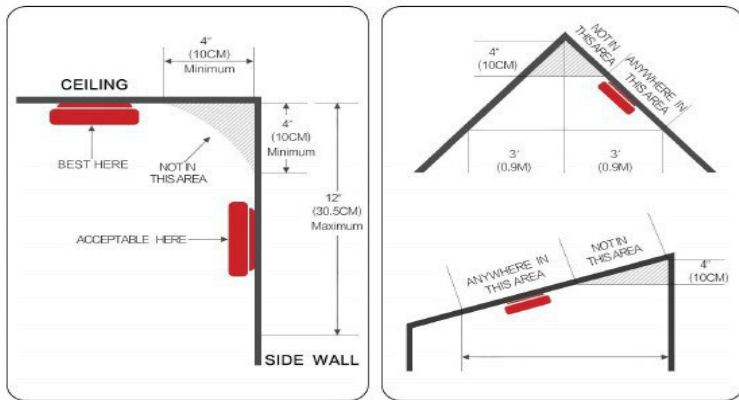 4"
(10CM)
Minimum
CEILING
4"
(10CM)
Minimum
BEST HERE
NOT IN
THIS AREA
12"
(30.5CM)
Maximum
ACCEPTABLE HERE
SIDE WALL
4"
(10CM)
NOT IN
THIS AREA
ANYWHERE IN
THIS AREA
3'
(0.9M)
3'
(0.9M)
ANYWHERE IN
THIS AREA
NOT IN
THIS AREA
4"
(10CM)